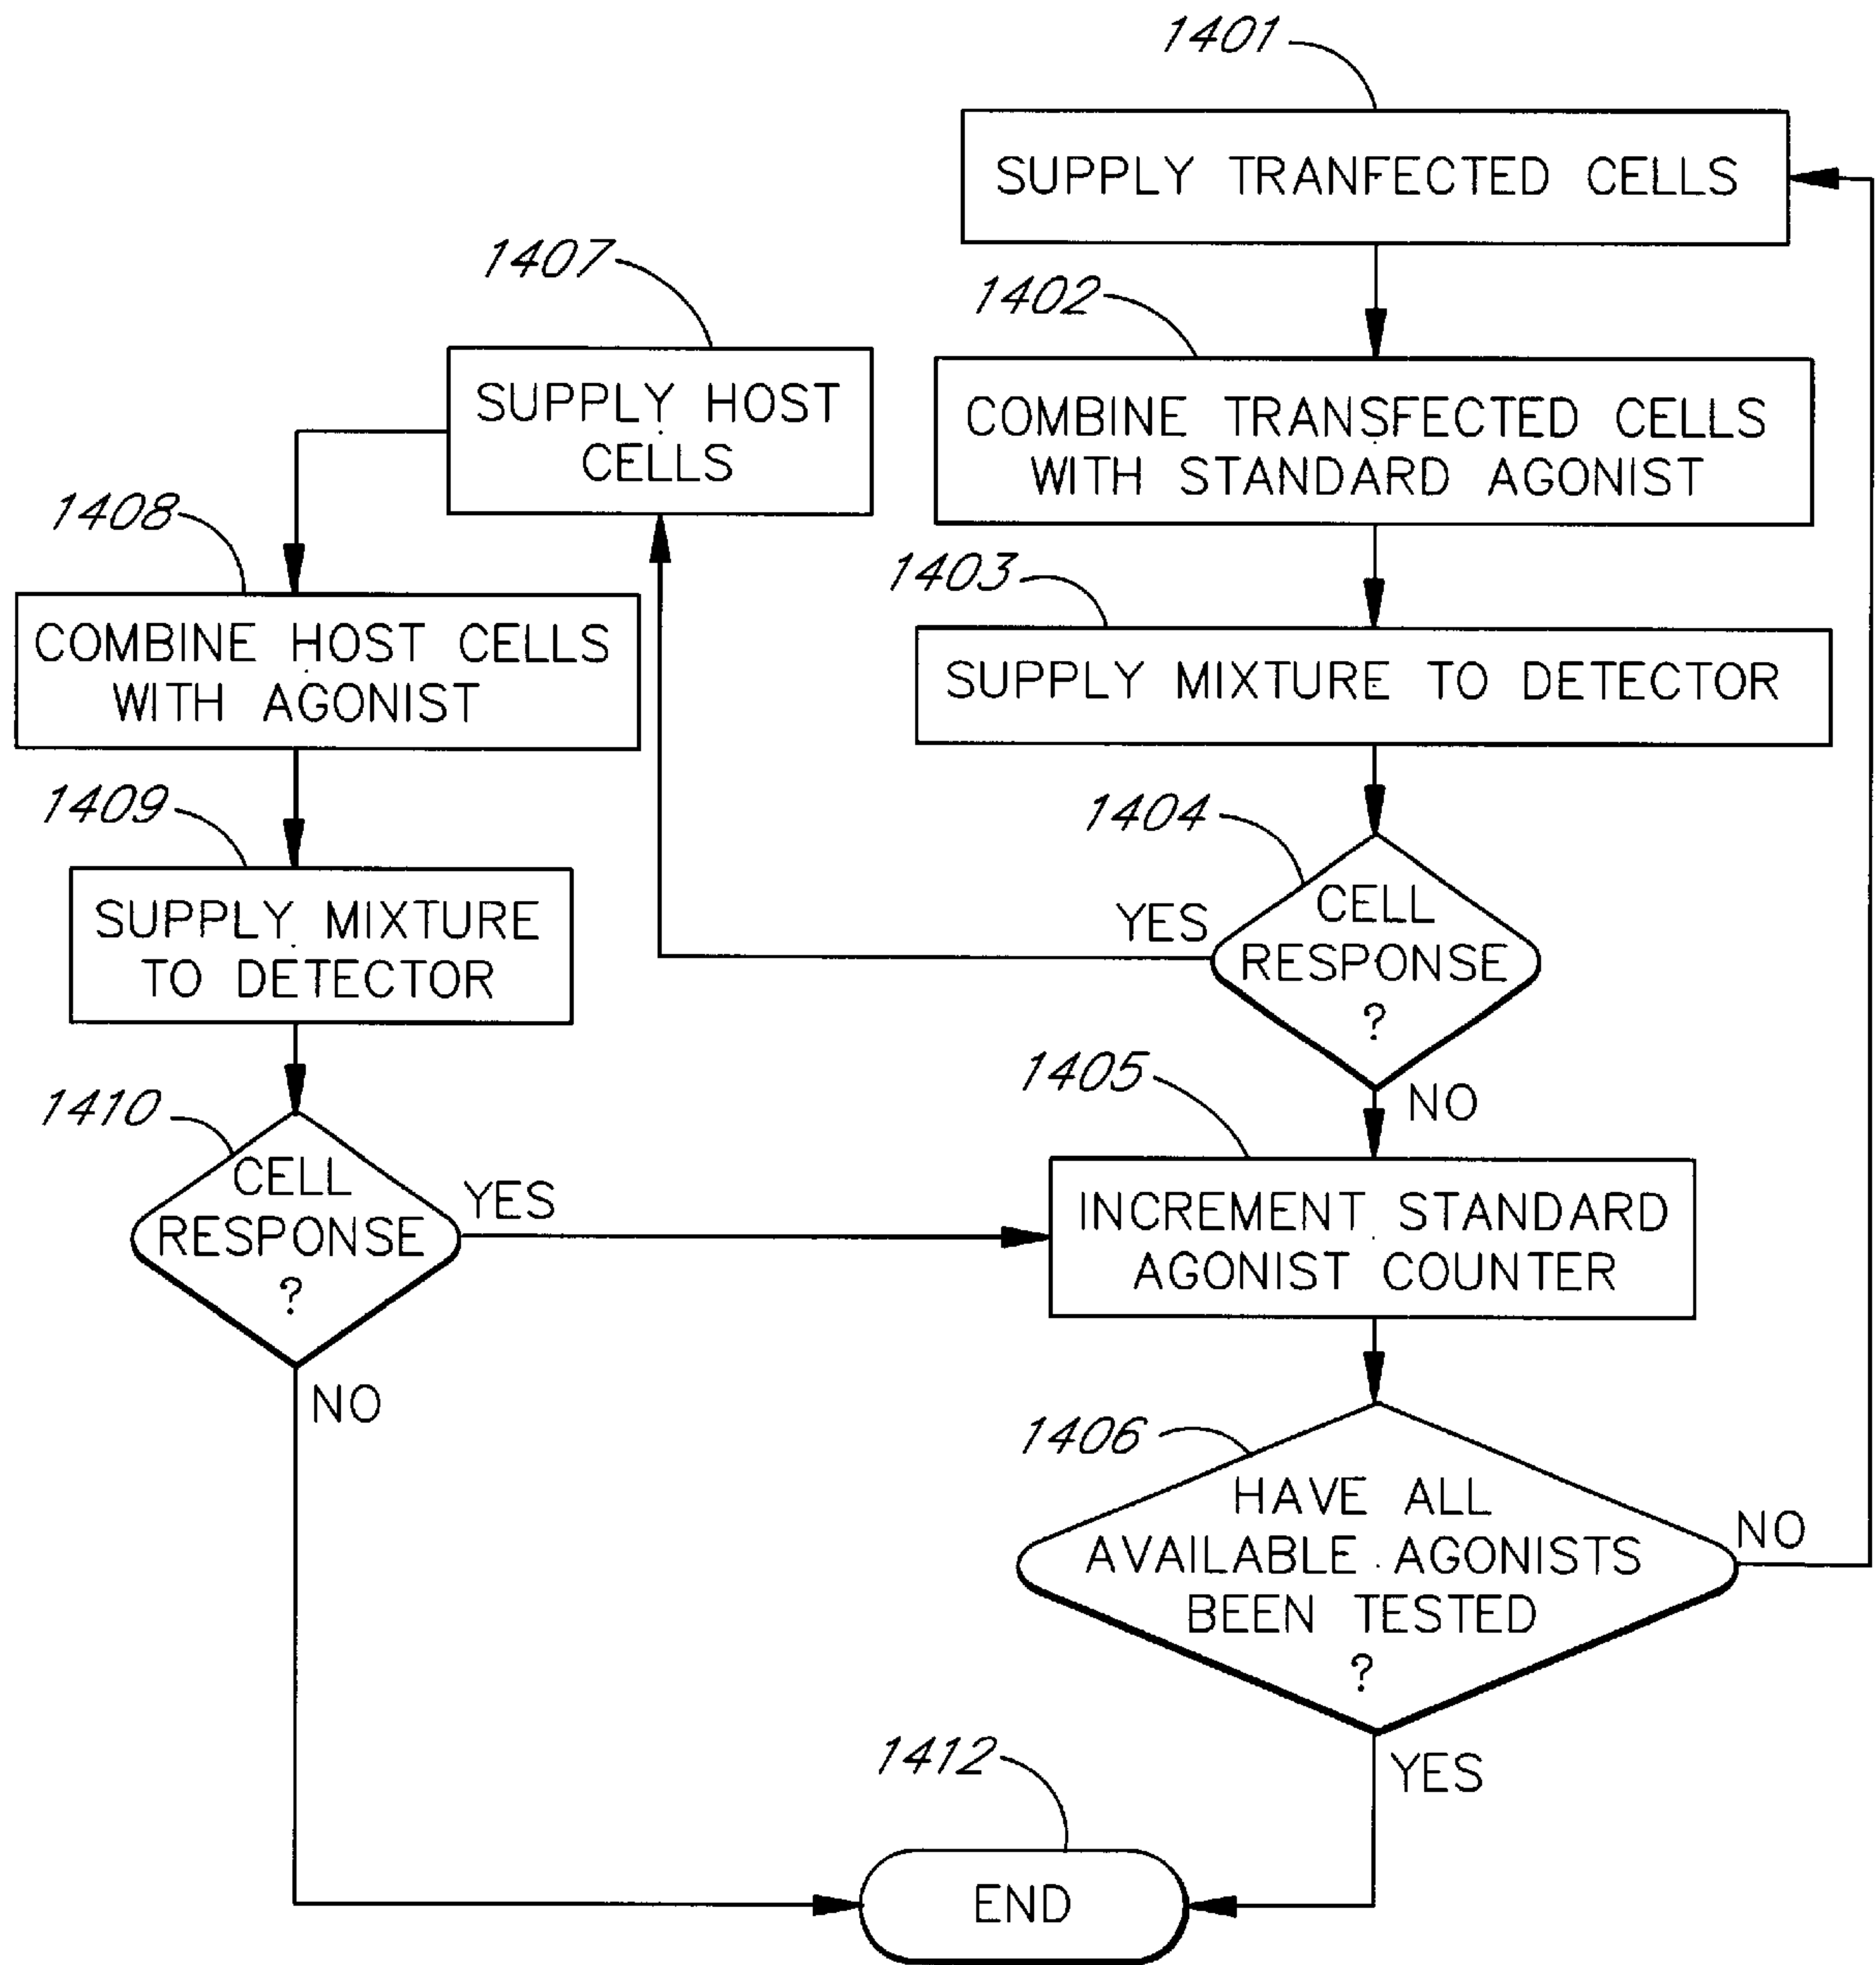 1401
SUPPLY TRANFECTED CELLS
1402
COMBINE TRANSFECTED CELLS
WITH STANDARD AGONIST
1403
SUPPLY MIXTURE TO DETECTOR
1404
CELL
RESPONSE
?
YES
NO
1407
SUPPLY HOST
CELLS
1408
COMBINE HOST CELLS
WITH AGONIST
1409
SUPPLY MIXTURE
TO DETECTOR
1410
CELL
RESPONSE
?
YES
NO
1405
INCREMENT STANDARD
AGONIST COUNTER
1406
HAVE ALL
AVAILABLE AGONISTS
BEEN TESTED
?
NO
YES
1412
END